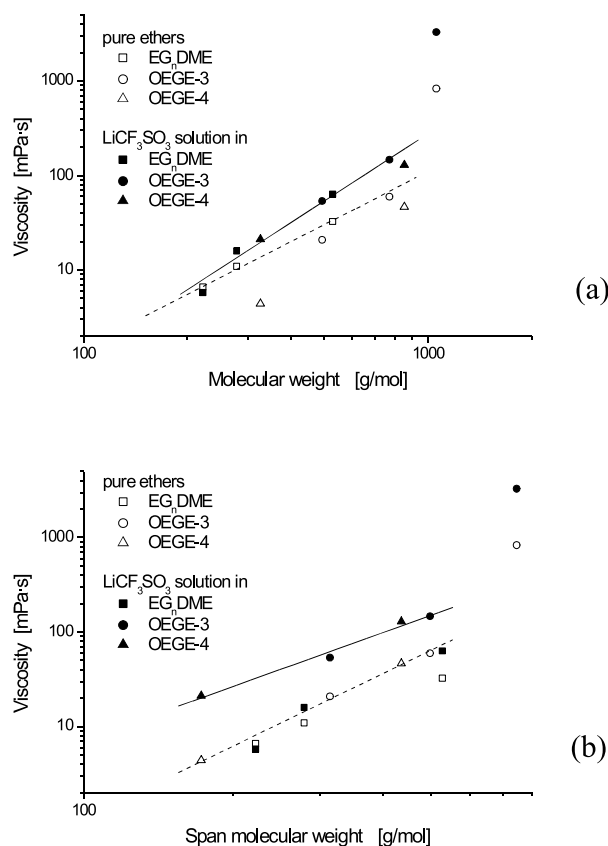 pure ethers
EGₙDME
OEGE-3
OEGE-4
LiCF₃SO₃ solution in
EGₙDME
OEGE-3
OEGE-4
1000
100
10
Viscosity [mPa·s]
100
1000
Molecular weight [g/mol]
(a)
pure ethers
EGₙDME
OEGE-3
OEGE-4
LiCF₃SO₃ solution in
EGₙDME
OEGE-3
OEGE-4
1000
100
10
Viscosity [mPa·s]
100
Span molecular weight [g/mol]
(b)